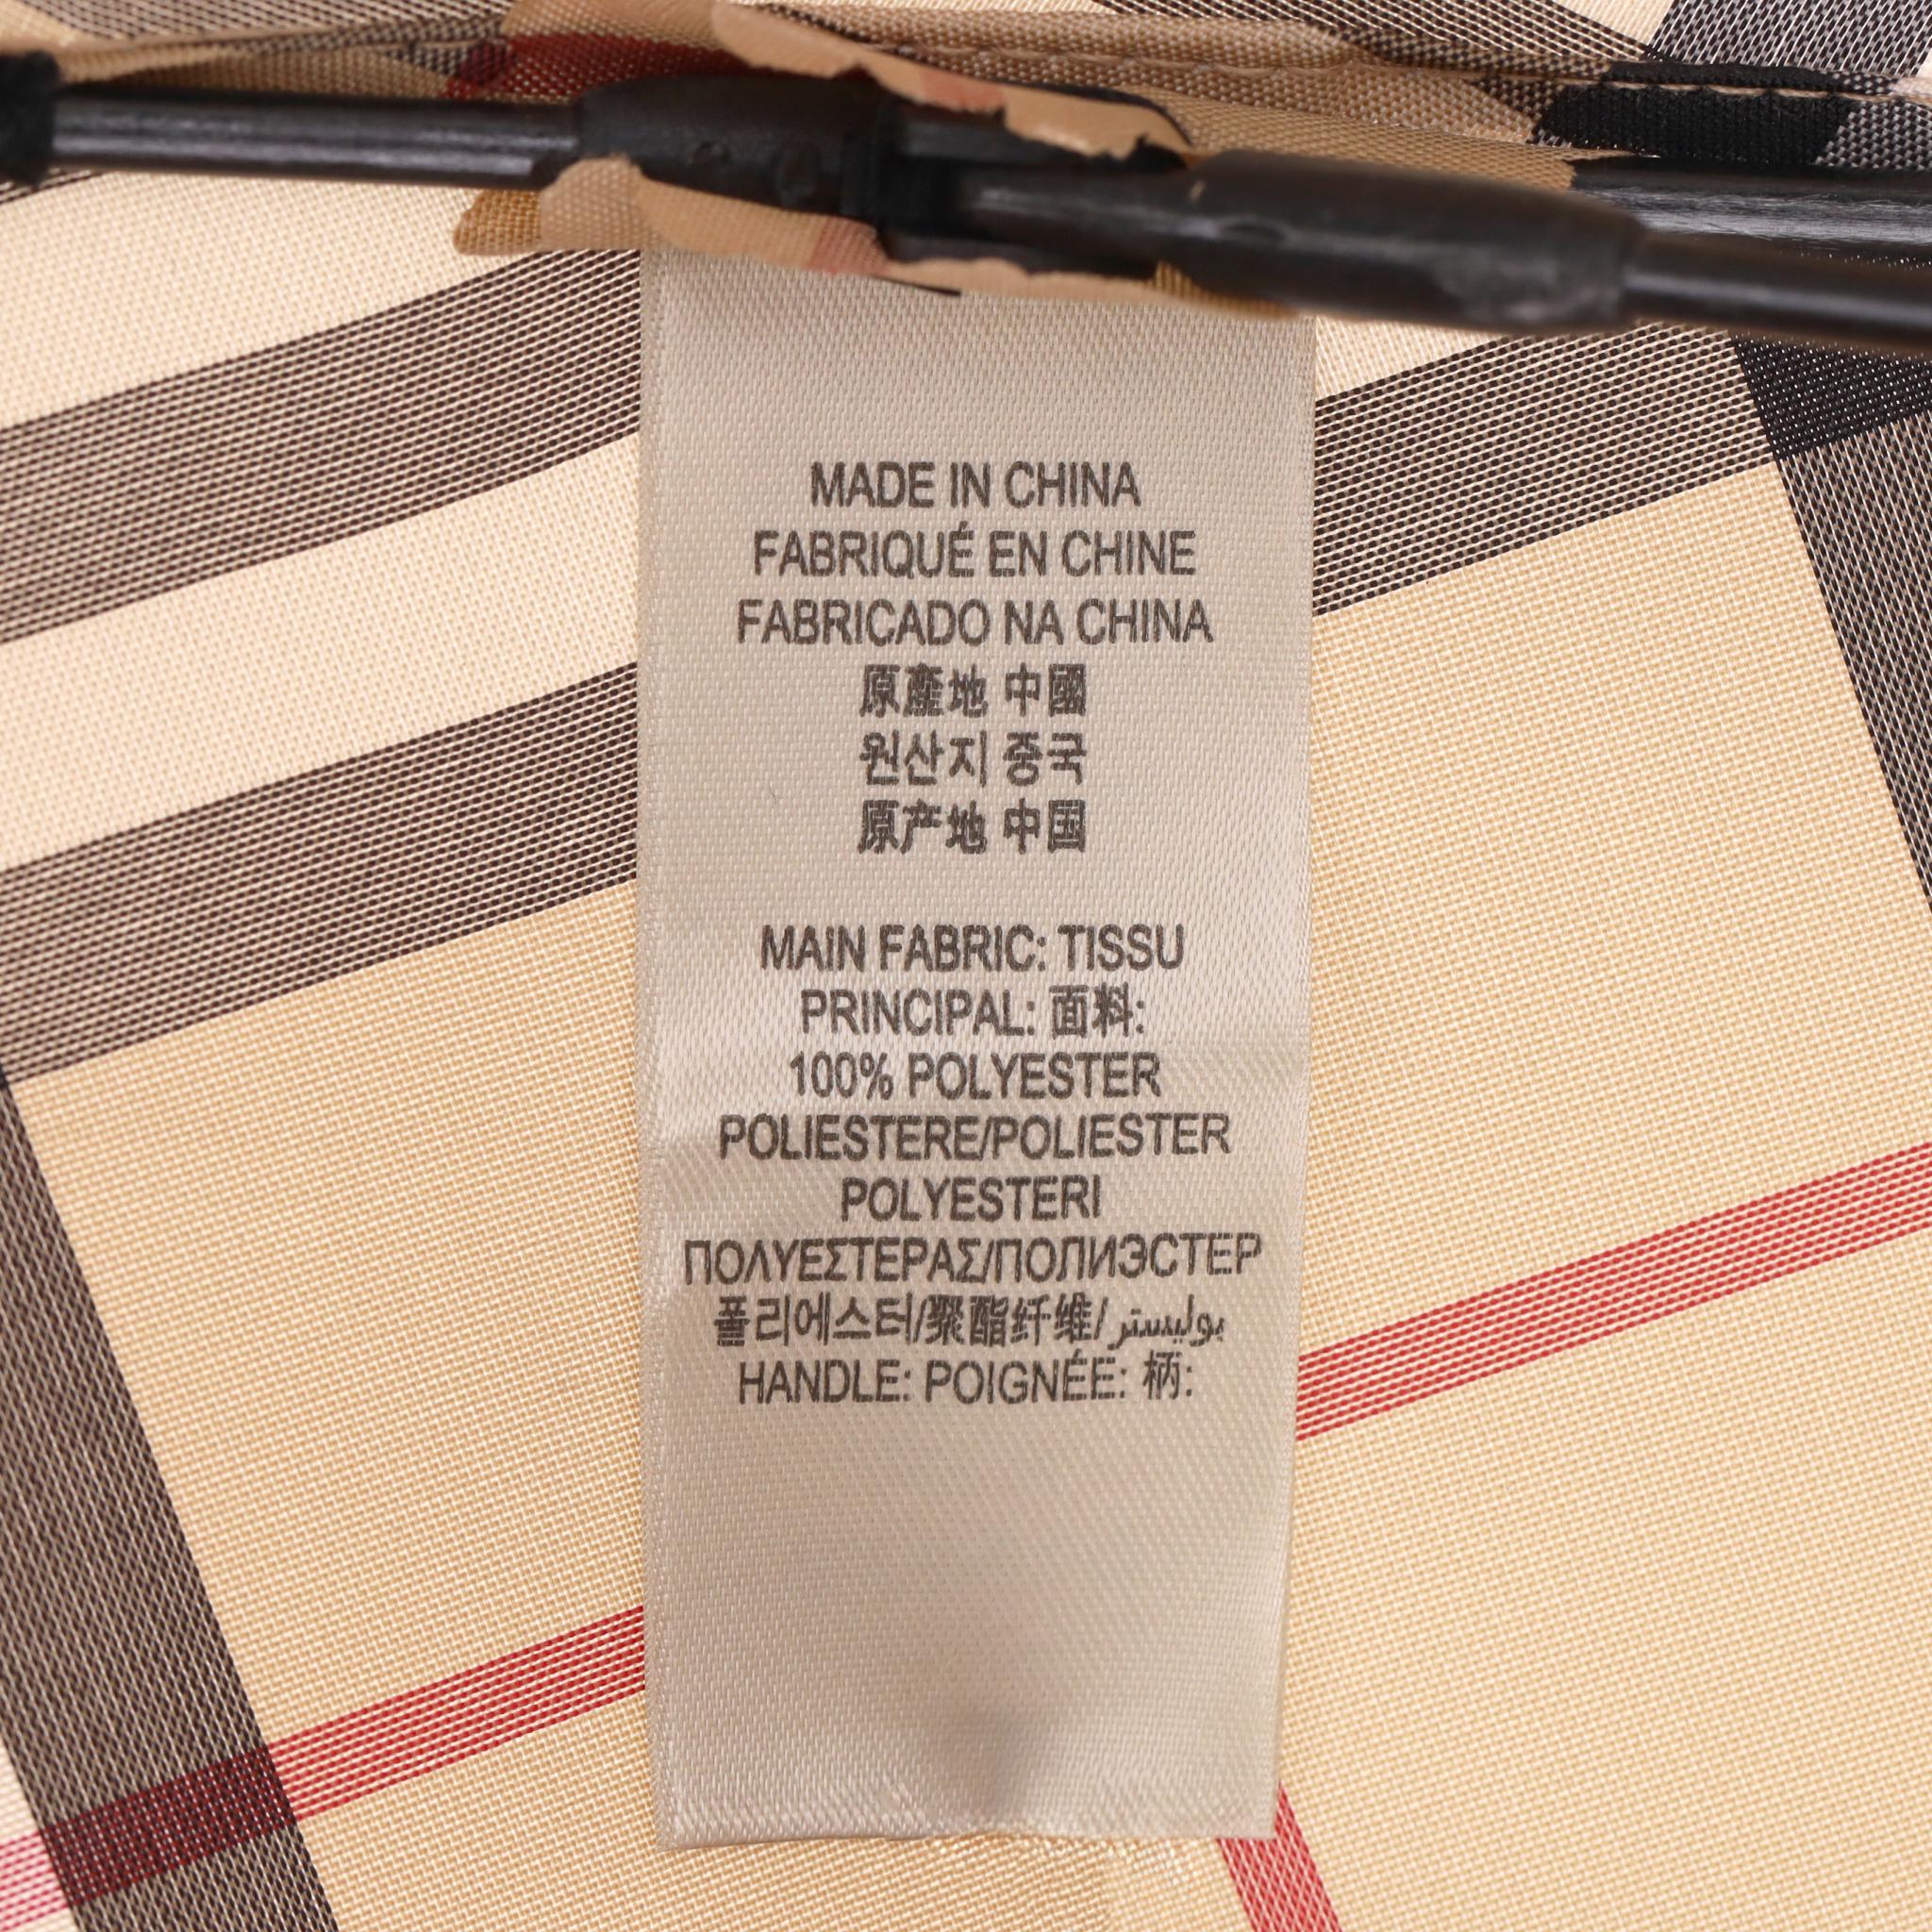 MADE IN CHINA
FABRIQUÉ EN CHINE
FABRICADO NA CHINA
原產地 中國
원산지 중국
原产地 中国
MAIN FABRIC: TISSU
PRINCIPAL: 面料:
100% POLYESTER
POLIESTERE/POLIESTER
POLYESTERI
ΠΟΛΥΕΣΤΕΡΑΣ/ПОЛИЭСТЕР
폴리에스터/聚酯纤维/بوليستر
HANDLE: POIGNÉE: 柄: